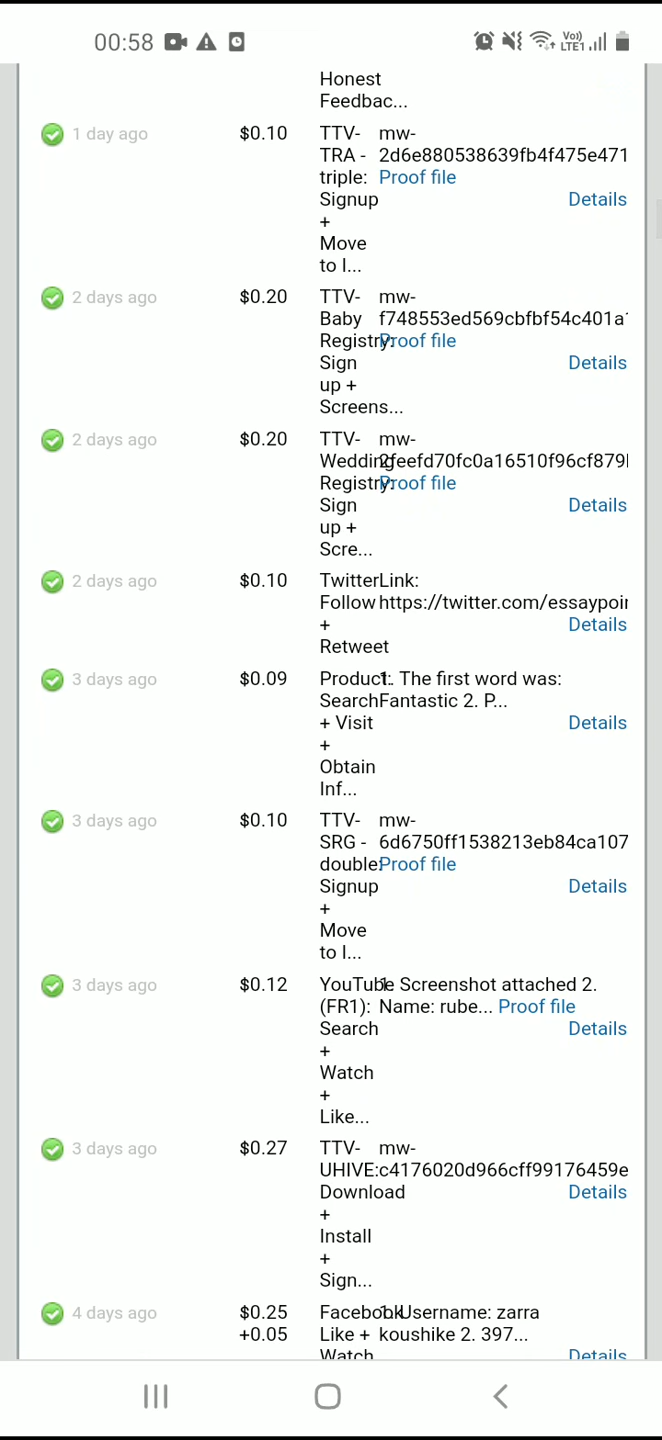 00:58
Vo))
LTE1
Honest
Feedbac...
1 day ago $0.10 TTV- mw-
TRA - 2d6e880538639fb4f475e471
triple: Proof file
Signup Details
+
Move
to I...
2 days ago $0.20 TTV- mw-
Baby f748553ed569cbfbf54c401a
Registry: Proof file
Sign Details
up +
Screens...
2 days ago $0.20 TTV- mw-
Wedding 2feefd70fc0a16510f96cf879
Registry: Proof file
Sign Details
up +
Scre...
2 days ago $0.10 Twitter Link:
Follow https://twitter.com/essaypoin
+ Details
Retweet
3 days ago $0.09 Product: 1. The first word was:
Search Fantastic 2. P...
+ Visit Details
+
Obtain
Inf...
3 days ago $0.10 TTV- mw-
SRG - 6d6750ff1538213eb84ca107
double: Proof file
Signup Details
+
Move
to I...
3 days ago $0.12 YouTube 1. Screenshot attached 2.
(FR1): Name: rube... Proof file
Search Details
+
Watch
+
Like...
3 days ago $0.27 TTV- mw-
UHIVE: c4176020d966cff99176459e
Download Details
+
Install
+
Sign...
4 days ago $0.25 Facebook 1. Username: zarra
+0.05 Like + koushike 2. 397...
Watch Details